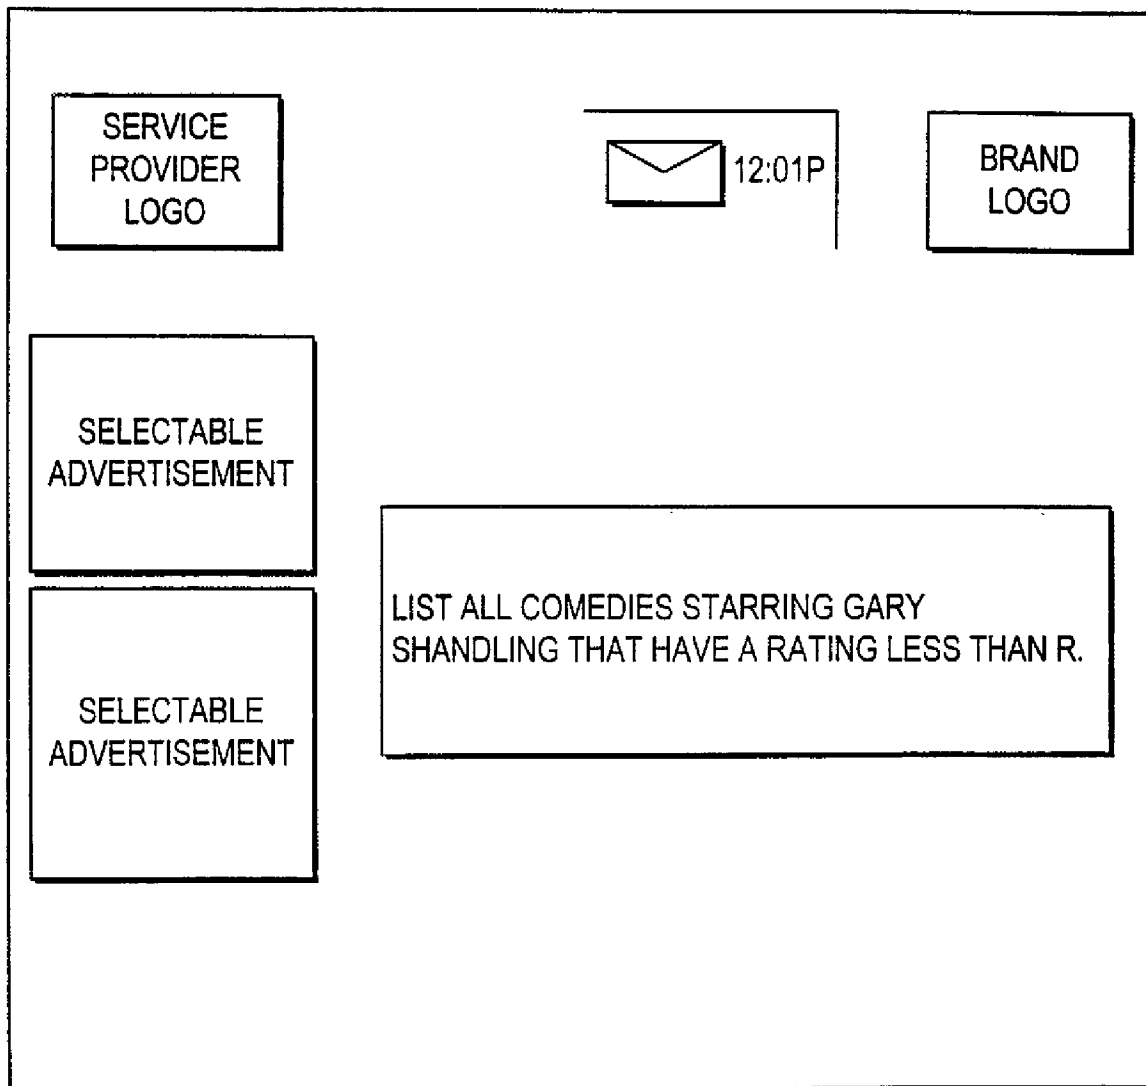 SERVICE
PROVIDER
LOGO
12:01P
BRAND
LOGO
SELECTABLE
ADVERTISEMENT
LIST ALL COMEDIES STARRING GARY
SHANDLING THAT HAVE A RATING LESS THAN R.
SELECTABLE
ADVERTISEMENT